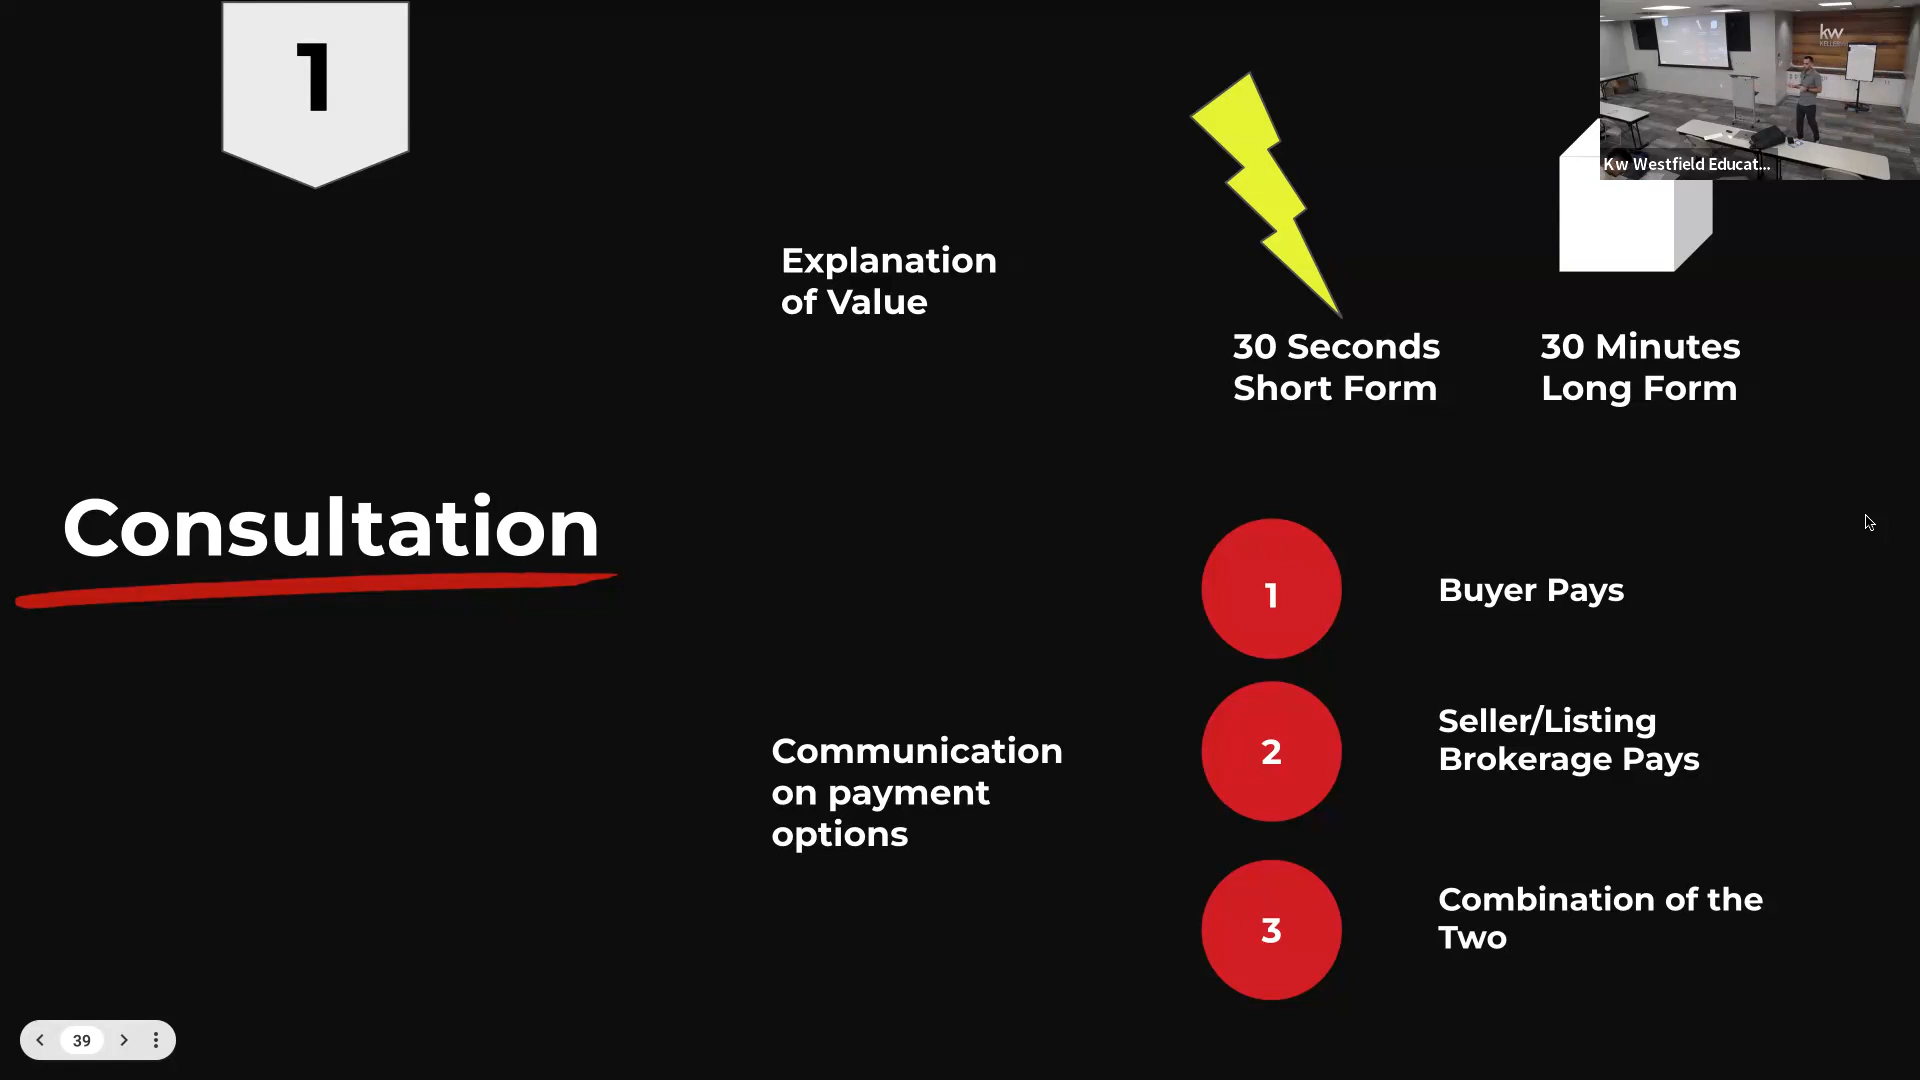 1
Explanation
of Value
30 Seconds
Short Form
30 Minutes
Long Form
kw
Kw Westfield Educat...
Consultation
Communication
on payment
options
1
Buyer Pays
2
Seller/Listing
Brokerage Pays
3
Combination of the
Two
39